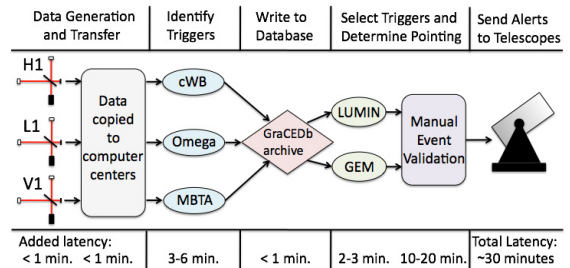 Data Generation
and Transfer
Identify
Triggers
Write to
Database
Select Triggers and
Determine Pointing
Send Alerts
to Telescopes
H1
L1
V1
Data
copied
to
computer
centers
cWB
Omega
MBTA
GraCEDb
archive
LUMIN
GEM
Manual
Event
Validation
Added latency:
< 1 min. < 1 min.
3-6 min.
< 1 min.
2-3 min. 10-20 min.
Total Latency:
~30 minutes